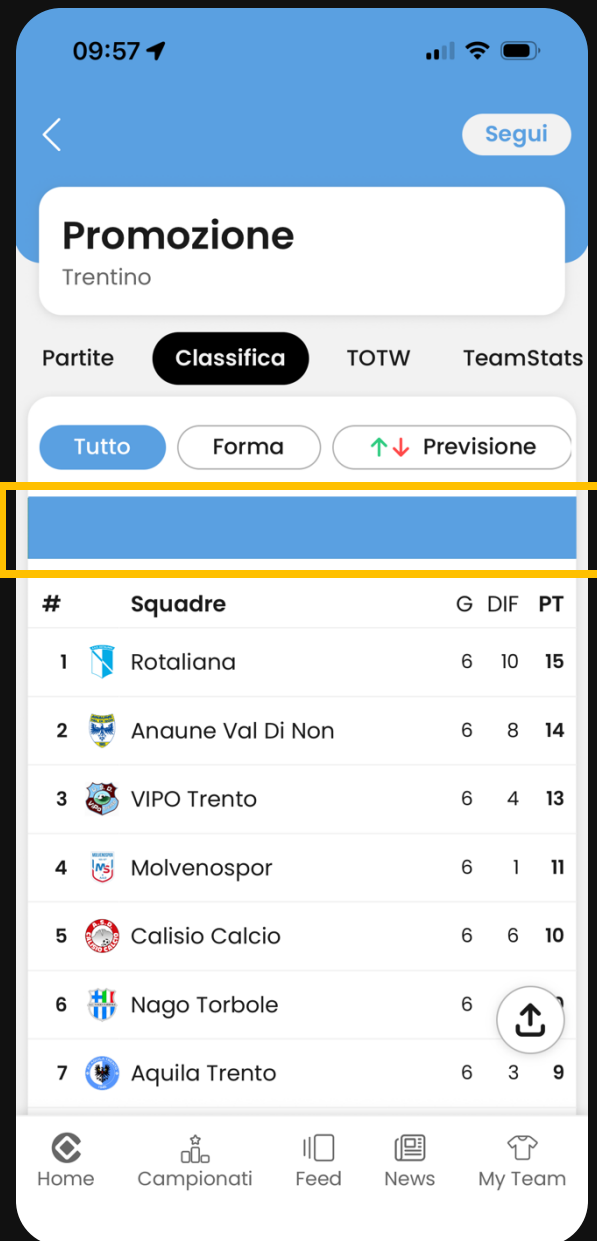 09:57
Segui
Promozione
Trentino
Partite Classifica TOTW TeamStats
Tutto Forma Previsione
# Squadre G DIF PT
1 Rotaliana 6 10 15
2 Anaune Val Di Non 6 8 14
3 VIPO Trento 6 4 13
4 Molvenospor 6 1 11
5 Calisio Calcio 6 6 10
6 Nago Torbole 6
7 Aquila Trento 6 3 9
Home Campionati Feed News My Team